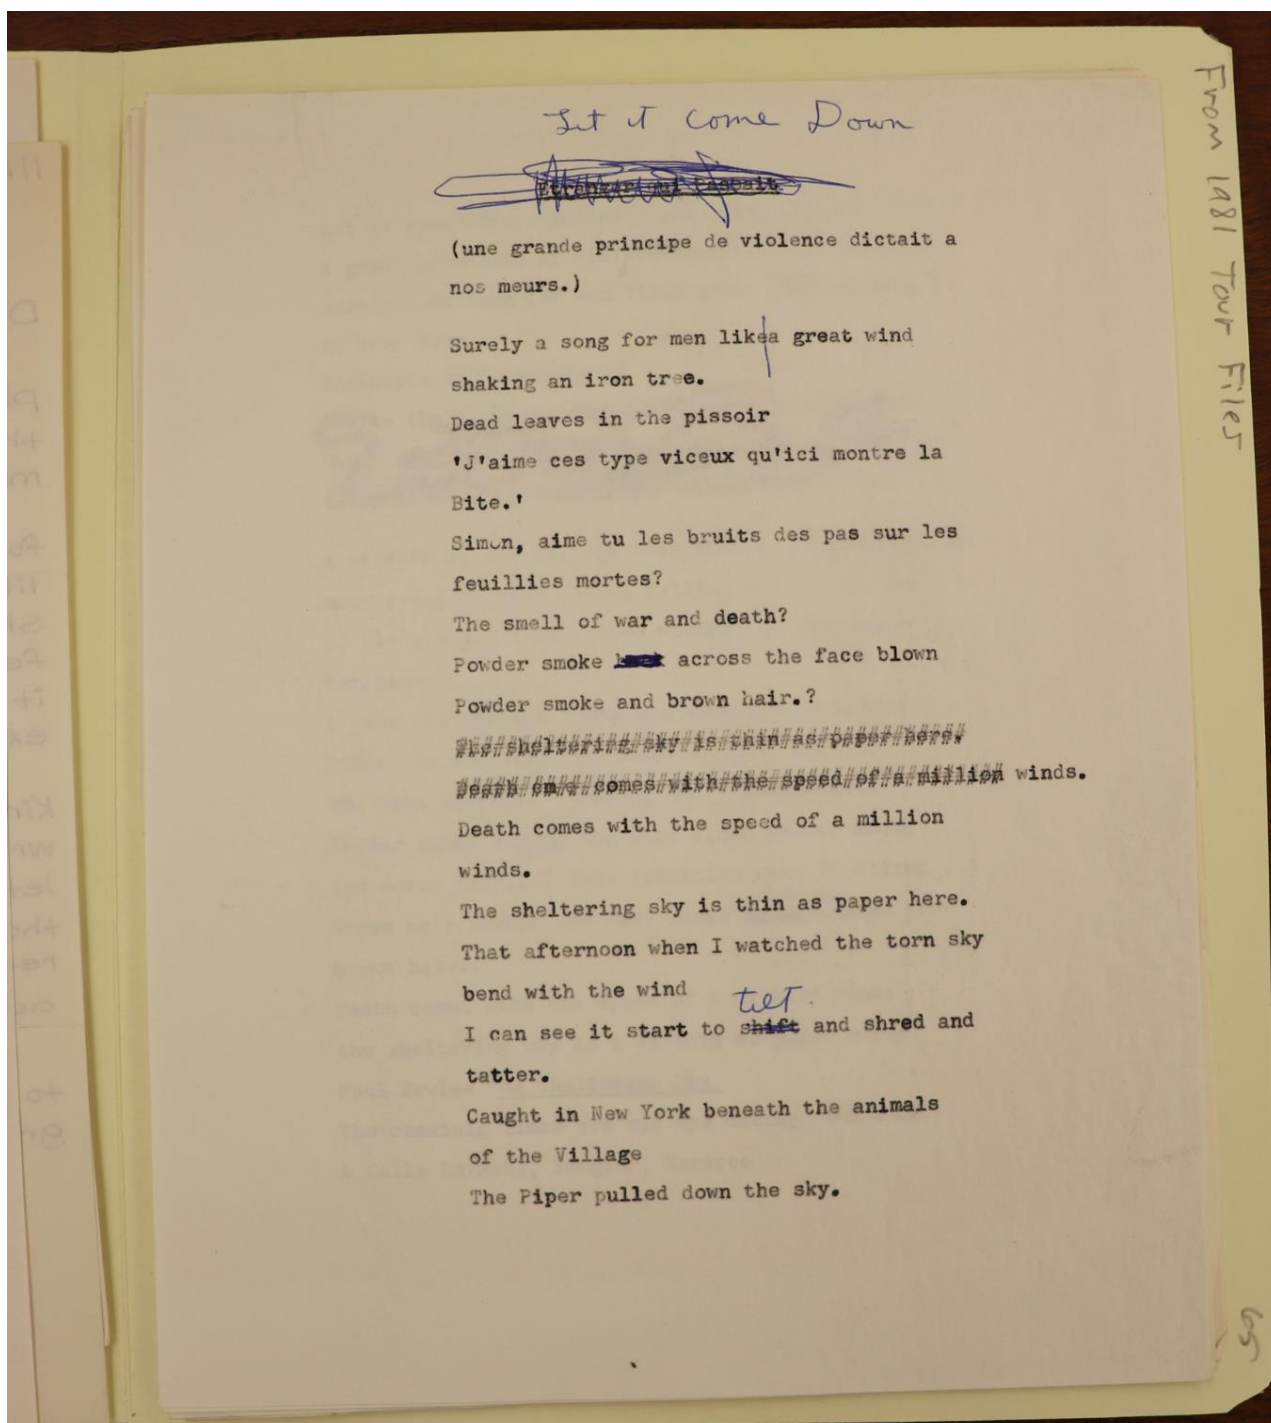 Let it Come Down
Etranger qui passait
(une grande principe de violence dictait a
nos meurs.)
Surely a song for men likea great wind
shaking an iron tree.
Dead leaves in the pissoir
'J'aime ces type viceux qu'ici montre la
Bite.'
Simon, aime tu les bruits des pas sur les
feuillies mortes?
The smell of war and death?
Powder smoke across the face blown
Powder smoke and brown hair.?
The sheltering sky is thin as paper here.
Death comes with the speed of a million winds.
Death comes with the speed of a million
winds.
The sheltering sky is thin as paper here.
That afternoon when I watched the torn sky
bend with the wind
tilt
I can see it start to shift and shred and
tatter.
Caught in New York beneath the animals
of the Village
The Piper pulled down the sky.
From 1981 Tour Files
65